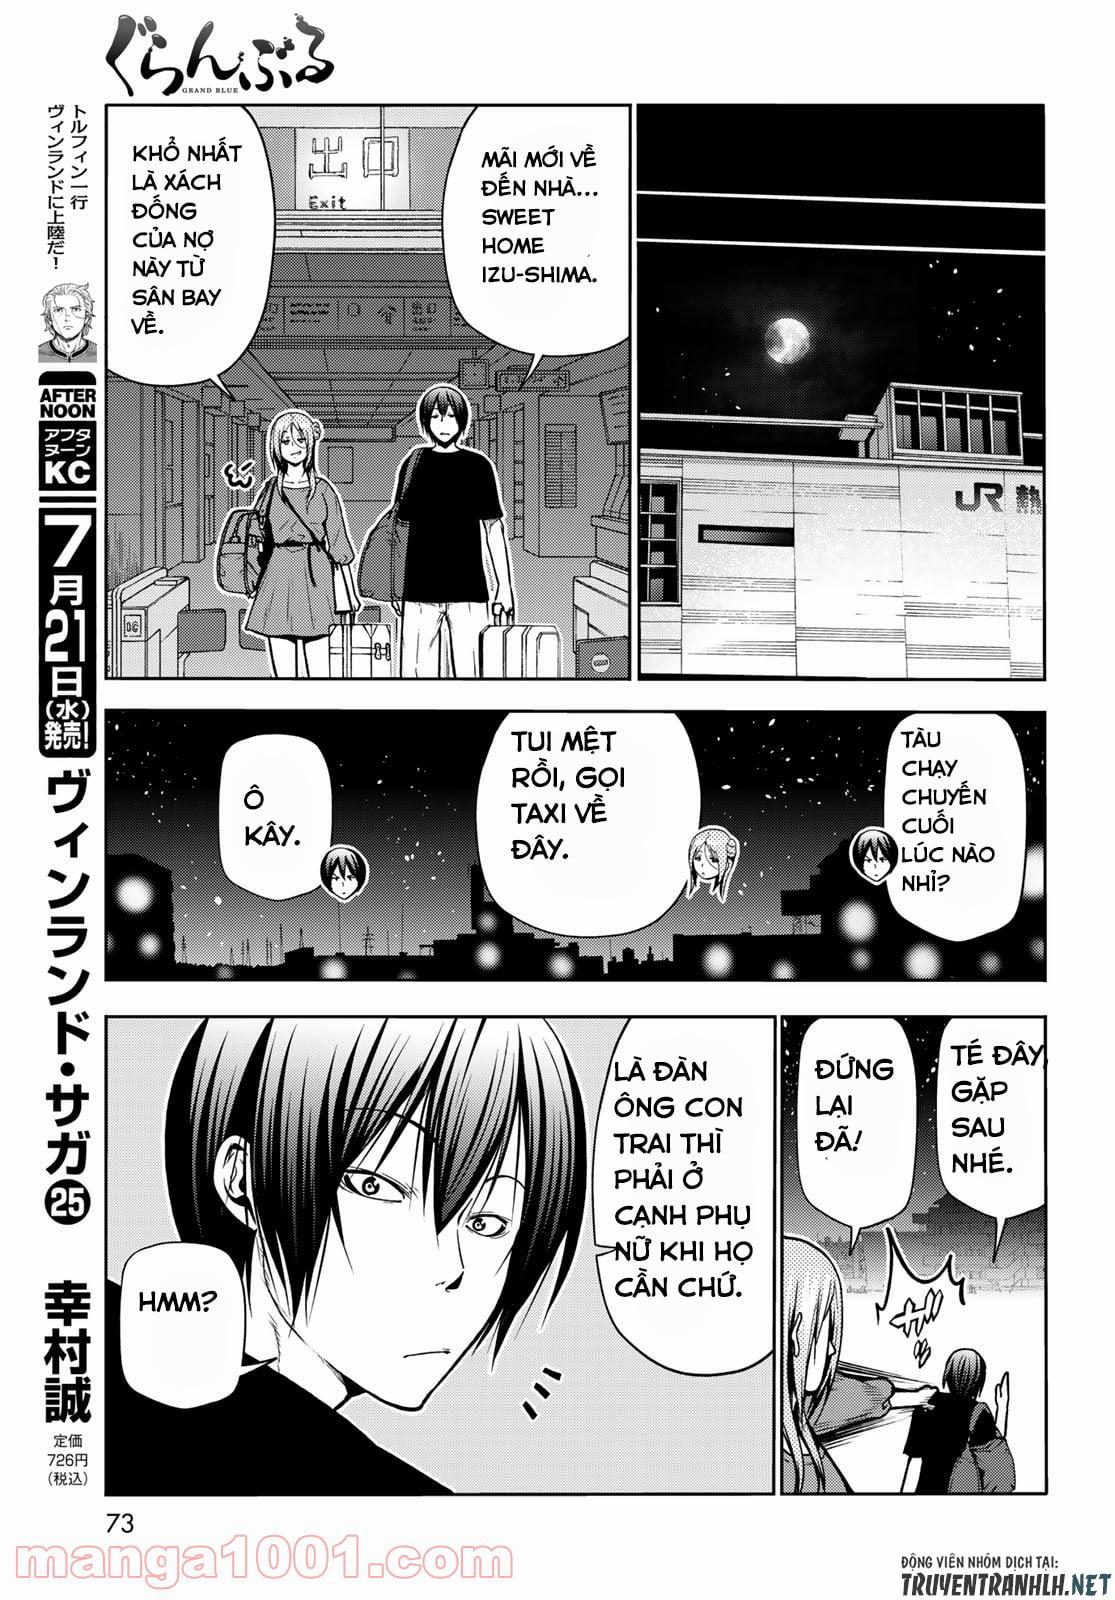 ぐらんぶる
GRAND BLUE
トルフィン一行
ヴィンランドに上陸だ!
AFTER
NOON
アフタ
ヌーン
KC
7月21日(水)発売!
ヴィンランド・サガ25
幸村誠
定価
726円
(税込)
JR 熱
MÃI MỚI VỀ
ĐẾN NHÀ...
SWEET
HOME
IZU-SHIMA.
出口
Exit
KHỔ NHẤT
LÀ XÁCH
ĐỐNG
CỦA NỢ
NÀY TỪ
SÂN BAY
VỀ.
TÀU
CHẠY
CHUYẾN
CUỐI
LÚC NÀO
NHỈ?
TUI MỆT
RỒI, GỌI
TAXI VỀ
ĐÂY.
Ô
KÂY.
TÉ ĐÂY,
GẶP
SAU
NHÉ.
ĐỨNG
LẠI
ĐÃ!
LÀ ĐÀN
ÔNG CON
TRAI THÌ
PHẢI Ở
CẠNH PHỤ
NỮ KHI HỌ
CẦN CHỨ.
HMM?
73
manga1001.com
ĐỘNG VIÊN NHÓM DỊCH TẠI:
TRUYENTRANHLH.NET